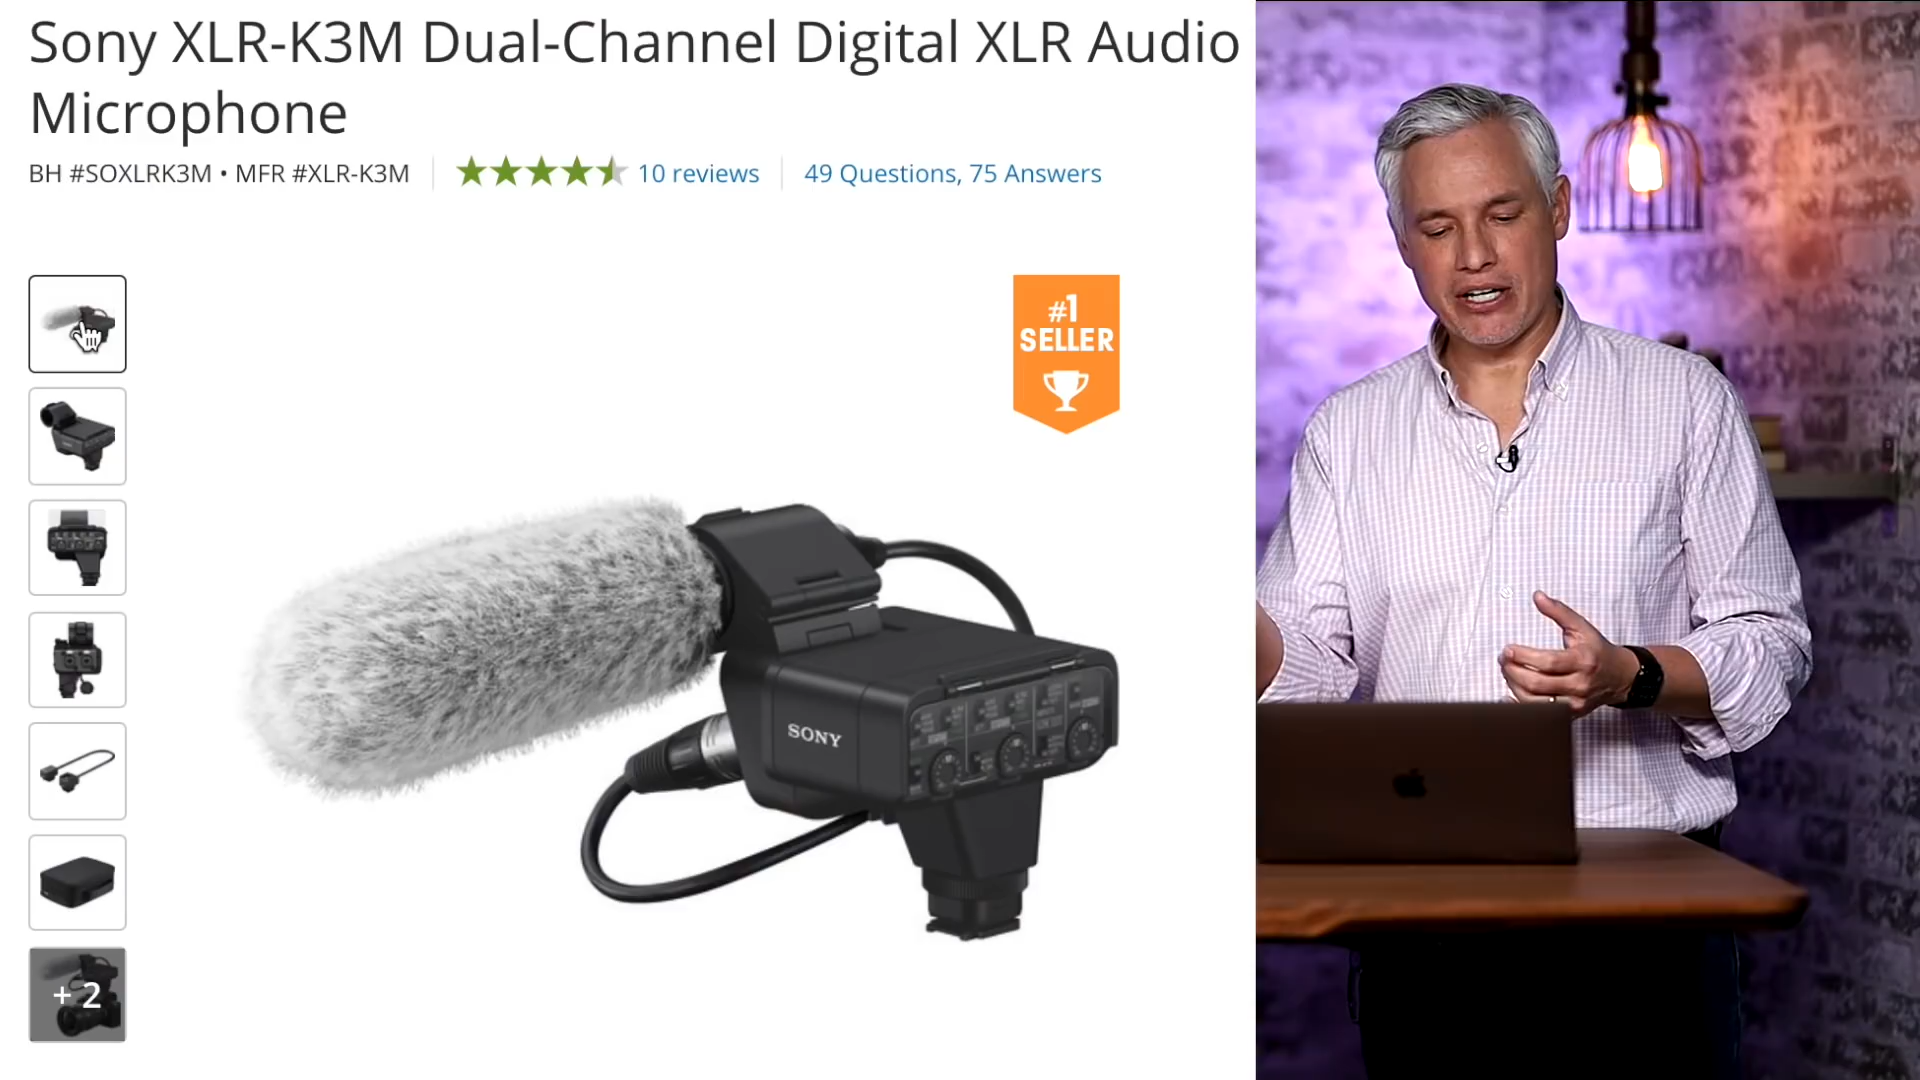 Sony XLR-K3M Dual-Channel Digital XLR Audio
Microphone
BH #SOXLRK3M • MFR #XLR-K3M
10 reviews
49 Questions, 75 Answers
#1
SELLER
SONY
+ 2